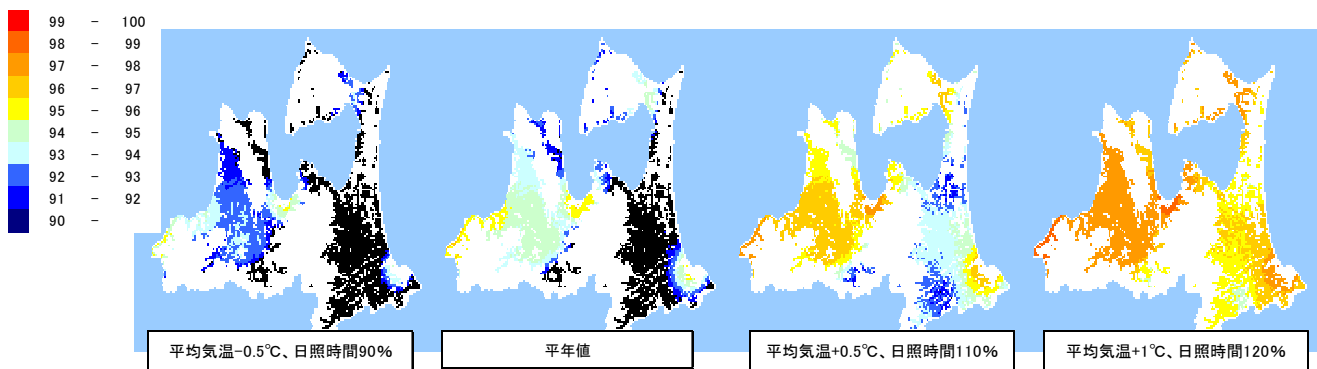 99 - 100
98 - 99
97 - 98
96 - 97
95 - 96
94 - 95
93 - 94
92 - 93
91 - 92
90 -
平均気温-0.5℃、日照時間90%
平年値
平均気温+0.5℃、日照時間110%
平均気温+1℃、日照時間120%